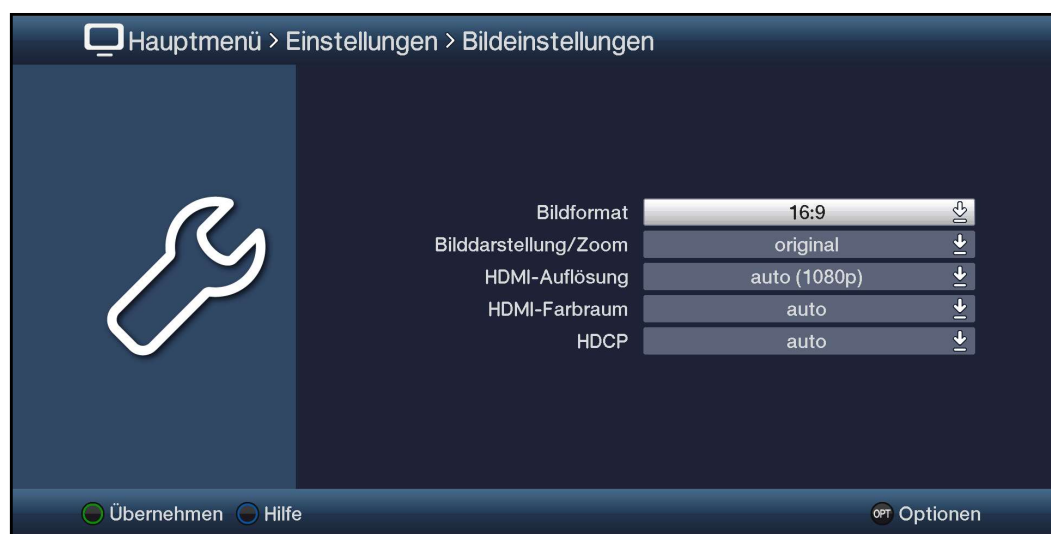 Hauptmenü > Einstellungen > Bildeinstellungen
Bildformat 16:9
Bilddarstellung/Zoom original
HDMI-Auflösung auto (1080p)
HDMI-Farbraum auto
HDCP auto
Übernehmen Hilfe OPT Optionen